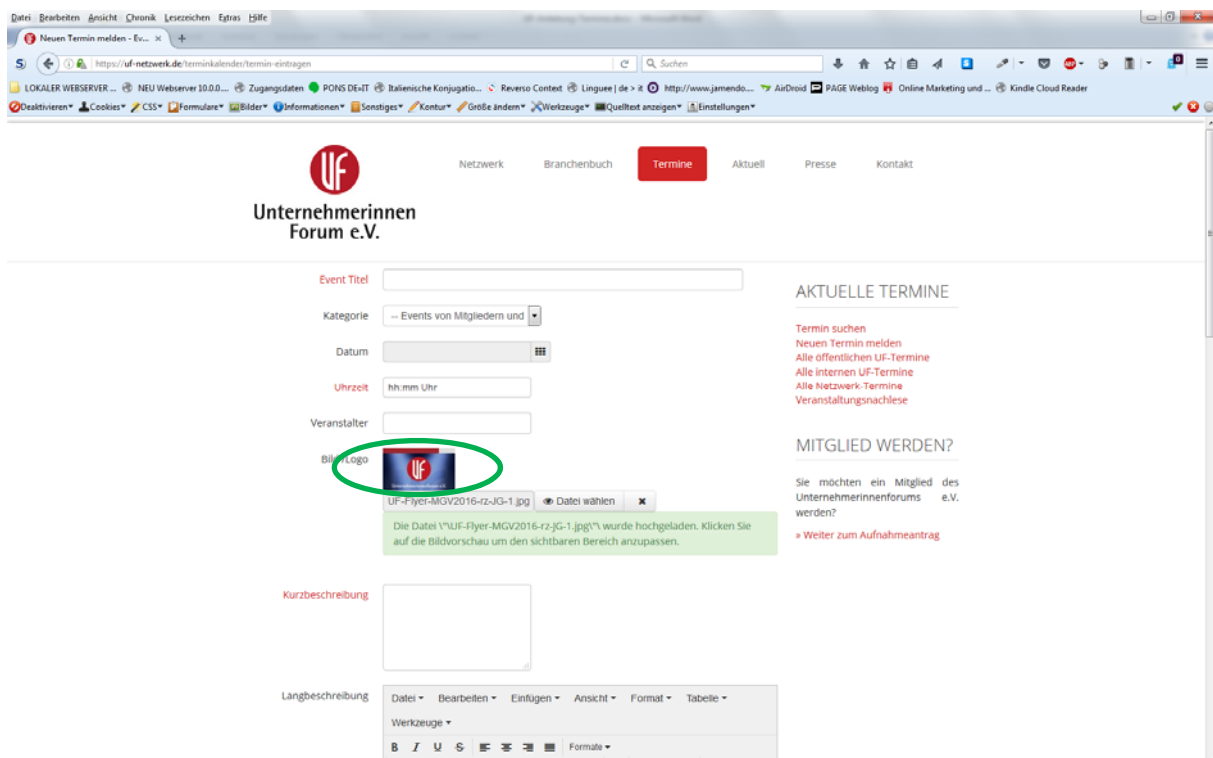 Datei Bearbeiten Ansicht Chronik Lesezeichen Extras Hilfe
Neuen Termin melden - Ev... × +
https://uf-netzwerk.de/terminkalender/termin-eintragen Suchen
LOKALER WEBSERVER ... NEU Webserver 10.0.0.... Zugangsdaten PONS DE»IT Italienische Konjugatio... Reverso Context Linguee | de > it http://www.jamendo.... AirDroid PAGE Weblog Online Marketing und ... Kindle Cloud Reader
Deaktivieren Cookies CSS Formulare Bilder Informationen Sonstiges Kontur Größe ändern Werkzeuge Quelltext anzeigen Einstellungen
UF
Unternehmerinnen
Forum e.V.
Netzwerk Branchenbuch Termine Aktuell Presse Kontakt
Event Titel
Kategorie -- Events von Mitgliedern und
Datum
Uhrzeit hh:mm Uhr
Veranstalter
Bild/Logo
UF
UF-Flyer-MGV2016-rz-JG-1.jpg Datei wählen ×
Die Datei \"\UF-Flyer-MGV2016-rz-JG-1.jpg\"\ wurde hochgeladen. Klicken Sie
auf die Bildvorschau um den sichtbaren Bereich anzupassen.
Kurzbeschreibung
Langbeschreibung Datei Bearbeiten Einfügen Ansicht Format Tabelle
Werkzeuge
B I U S Formate
AKTUELLE TERMINE
Termin suchen
Neuen Termin melden
Alle öffentlichen UF-Termine
Alle internen UF-Termine
Alle Netzwerk-Termine
Veranstaltungsnachlese
MITGLIED WERDEN?
Sie möchten ein Mitglied des
Unternehmerinnenforums e.V.
werden?
» Weiter zum Aufnahmeantrag